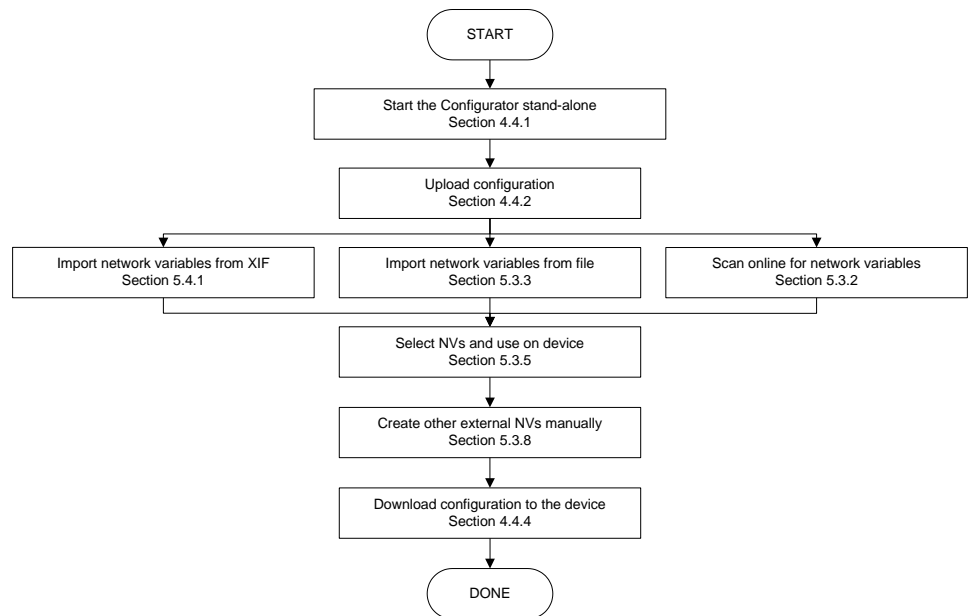 START
Start the Configurator stand-alone
Section 4.4.1
Upload configuration
Section 4.4.2
Import network variables from XIF
Section 5.4.1
Import network variables from file
Section 5.3.3
Scan online for network variables
Section 5.3.2
Select NVs and use on device
Section 5.3.5
Create other external NVs manually
Section 5.3.8
Download configuration to the device
Section 4.4.4
DONE